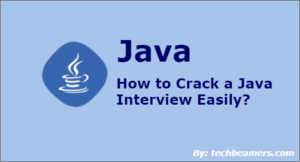 Java
How to Crack a Java
Interview Easily?
By: techbeamers.com